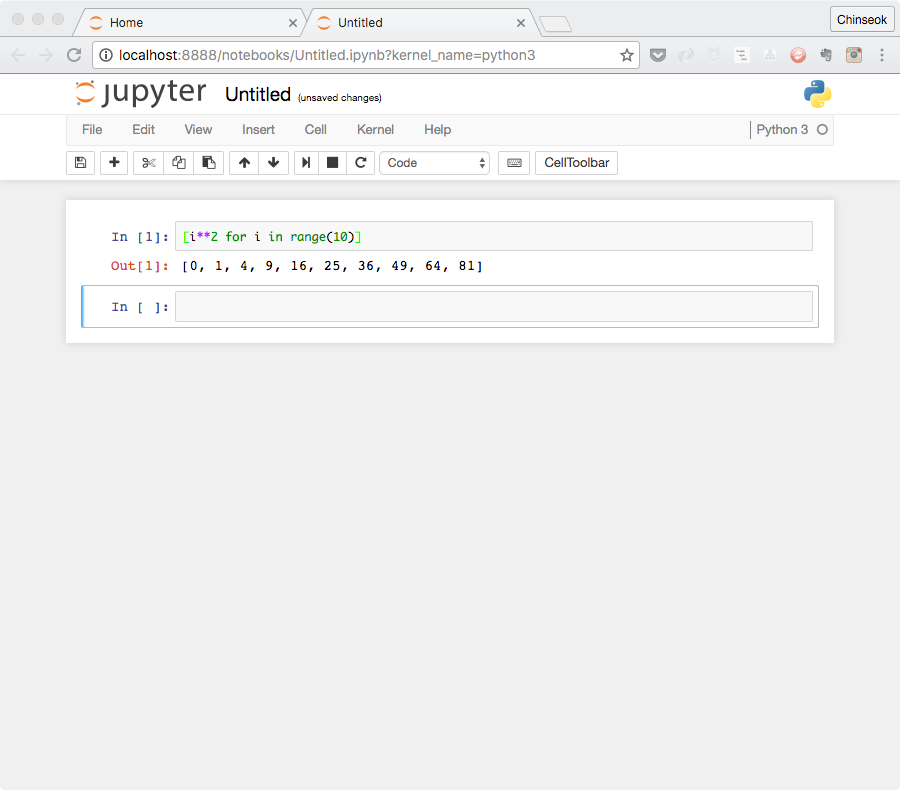 Home
Untitled
Chinseok
localhost:8888/notebooks/Untitled.ipynb?kernel_name=python3
jupyter Untitled (unsaved changes)
File Edit View Insert Cell Kernel Help Python 3
Code CellToolbar
In [1]: [i**2 for i in range(10)]
Out[1]: [0, 1, 4, 9, 16, 25, 36, 49, 64, 81]
In [ ]: